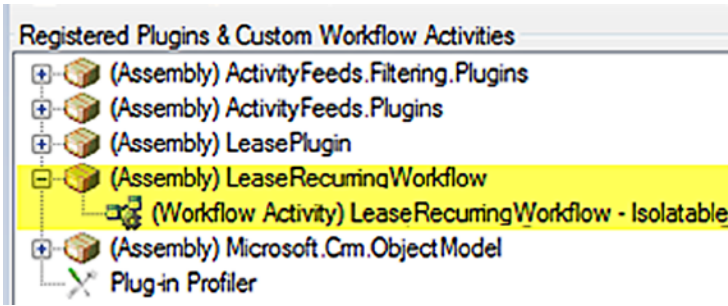 Registered Plugins & Custom Workflow Activities
(Assembly) ActivityFeeds.Filtering.Plugins
(Assembly) ActivityFeeds.Plugins
(Assembly) LeasePlugin
(Assembly) LeaseRecurringWorkflow
(Workflow Activity) LeaseRecurringWorkflow - Isolatable
(Assembly) Microsoft.Crm.ObjectModel
Plug-in Profiler